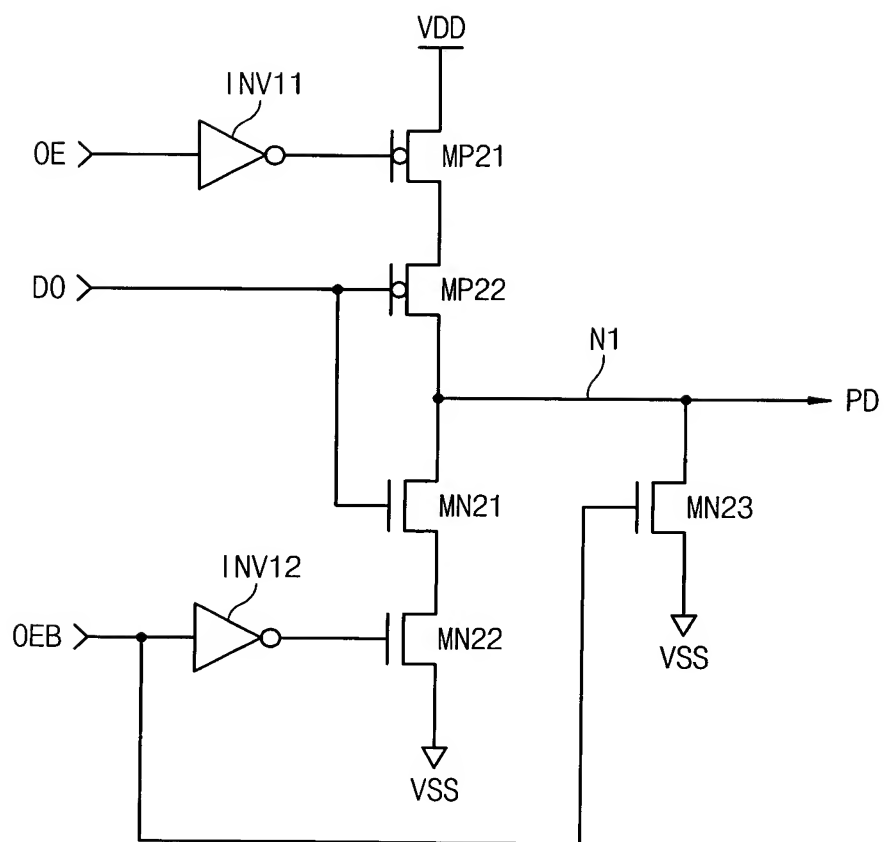 VDD
INV11
OE
MP21
DO
MP22
N1
PD
MN21
MN23
INV12
OEB
MN22
VSS
VSS